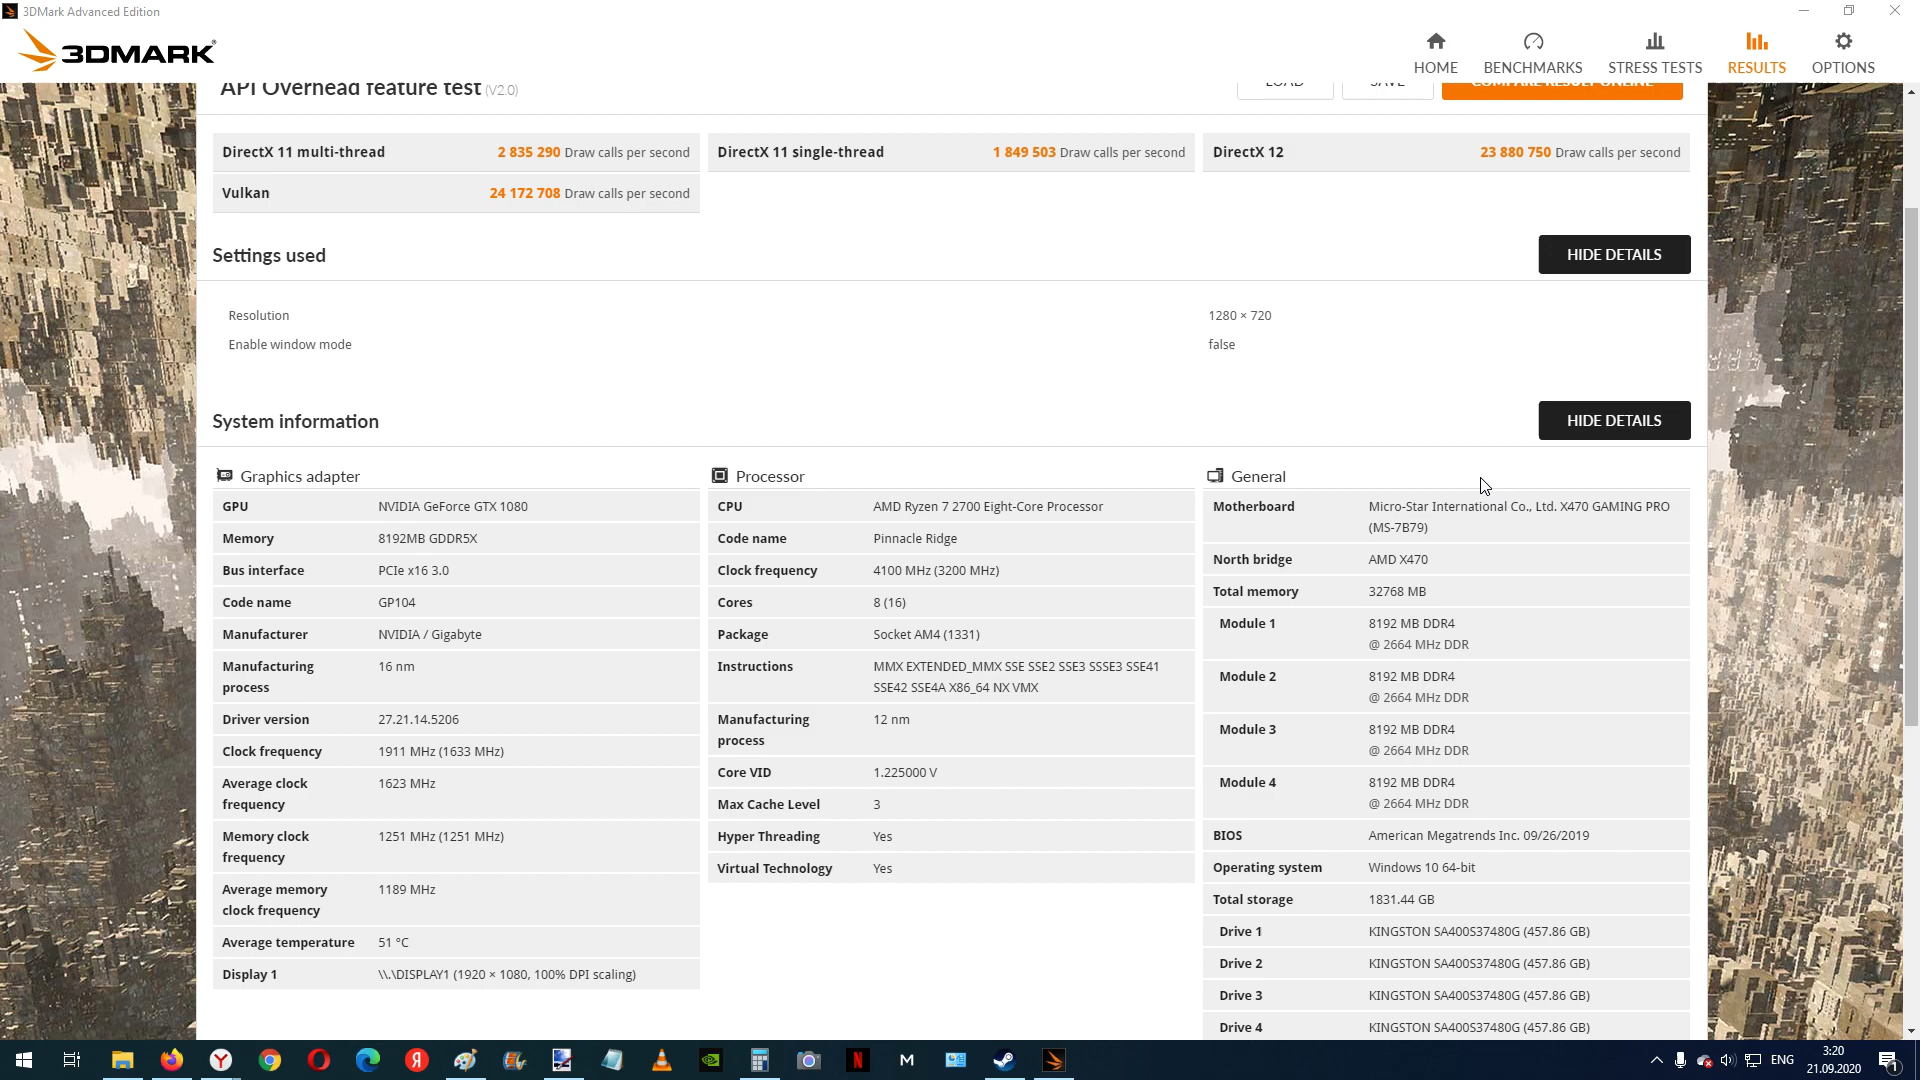 3DMark Advanced Edition
3DMARK
HOME
BENCHMARKS
STRESS TESTS
RESULTS
OPTIONS
API Overhead feature test (V2.0)
LOAD
SAVE
COMPARE RESULT ONLINE
DirectX 11 multi-thread 2 835 290 Draw calls per second
DirectX 11 single-thread 1 849 503 Draw calls per second
DirectX 12 23 880 750 Draw calls per second
Vulkan 24 172 708 Draw calls per second
Settings used
HIDE DETAILS
Resolution 1280 × 720
Enable window mode false
System information
HIDE DETAILS
Graphics adapter
GPU NVIDIA GeForce GTX 1080
Memory 8192MB GDDR5X
Bus interface PCIe x16 3.0
Code name GP104
Manufacturer NVIDIA / Gigabyte
Manufacturing 16 nm
process
Driver version 27.21.14.5206
Clock frequency 1911 MHz (1633 MHz)
Average clock 1623 MHz
frequency
Memory clock 1251 MHz (1251 MHz)
frequency
Average memory 1189 MHz
clock frequency
Average temperature 51 °C
Display 1 \\.\DISPLAY1 (1920 × 1080, 100% DPI scaling)
Processor
CPU AMD Ryzen 7 2700 Eight-Core Processor
Code name Pinnacle Ridge
Clock frequency 4100 MHz (3200 MHz)
Cores 8 (16)
Package Socket AM4 (1331)
Instructions MMX EXTENDED_MMX SSE SSE2 SSE3 SSSE3 SSE41
SSE42 SSE4A X86_64 NX VMX
Manufacturing 12 nm
process
Core VID 1.225000 V
Max Cache Level 3
Hyper Threading Yes
Virtual Technology Yes
General
Motherboard Micro-Star International Co., Ltd. X470 GAMING PRO
(MS-7B79)
North bridge AMD X470
Total memory 32768 MB
Module 1 8192 MB DDR4
@ 2664 MHz DDR
Module 2 8192 MB DDR4
@ 2664 MHz DDR
Module 3 8192 MB DDR4
@ 2664 MHz DDR
Module 4 8192 MB DDR4
@ 2664 MHz DDR
BIOS American Megatrends Inc. 09/26/2019
Operating system Windows 10 64-bit
Total storage 1831.44 GB
Drive 1 KINGSTON SA400S37480G (457.86 GB)
Drive 2 KINGSTON SA400S37480G (457.86 GB)
Drive 3 KINGSTON SA400S37480G (457.86 GB)
Drive 4 KINGSTON SA400S37480G (457.86 GB)
Y
Я
N
M
ENG
3:20
21.09.2020
1